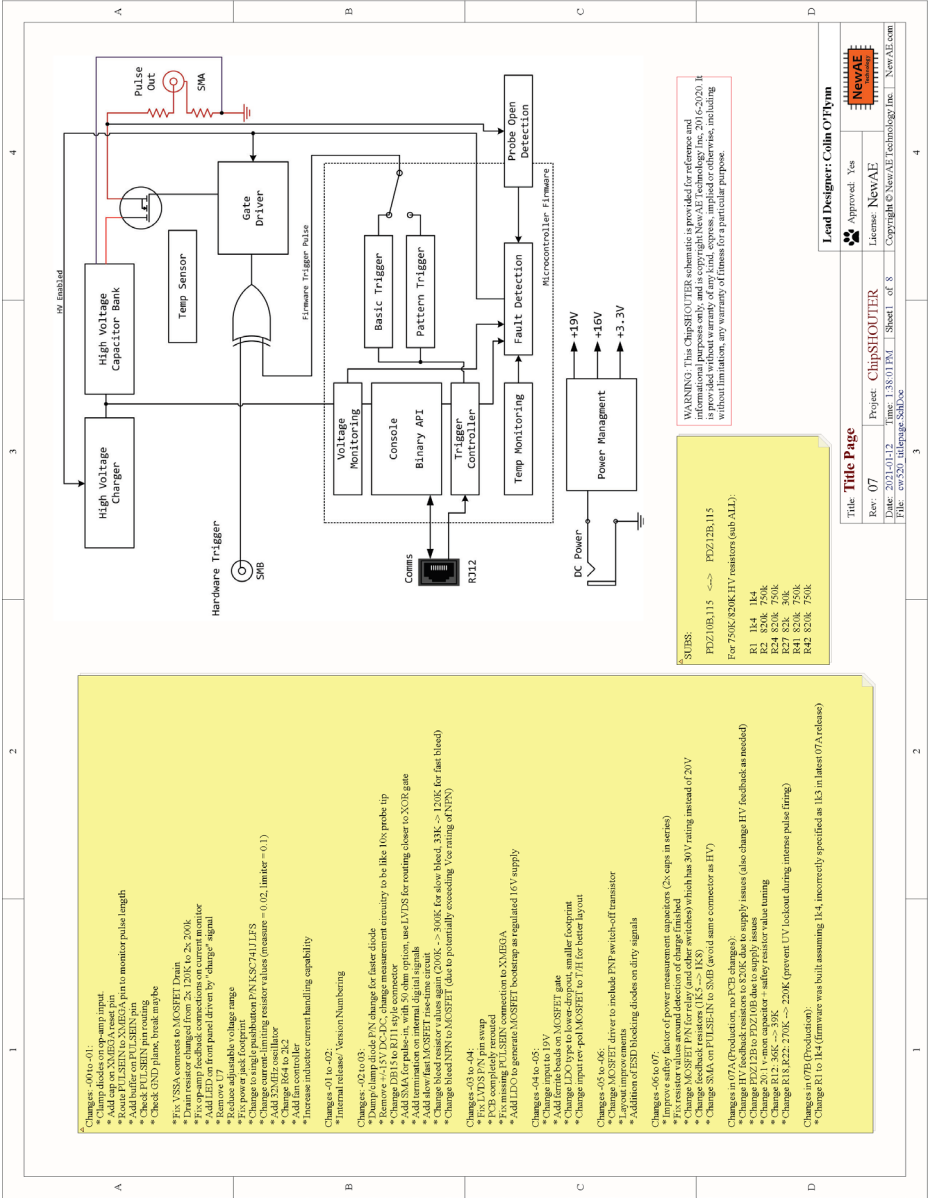 Changes: -00 to -01:
* Clamp diodes on op-amp input.
* Add cap on XMEGA reset pin
* Route PULSEIN to XMEGA pin to monitor pulse length
* Add buffer on PULSEIN pin
* Check PULSEIN pin routing
* Check GND plane, break maybe
* Fix VSSA connects to MOSFET Drain
* Drain resistor changed from 2x 120K to 2x 200k
* Fix op-amp feedback connections on current monitor
* Add LED on front panel driven by "charge" signal
* Remove U7
* Reduce adjustable voltage range
* Fix power jack footprint
* Change to single pushbutton P/N KSC741J LFS
* Change current-limiting resistor values (measure = 0.02, limiter = 0.1)
* Add 32MHz oscillator
* Change R64 to 2k2
* Add fan controller
* Increase inductor current handling capability
Changes -01 to -02:
* Internal release/ Version Numbering
Changes: -02 to 03:
* Dump/clamp diode P/N change for faster diode
* Remove +/-15V DC-DC, change measurement circuitry to be like 10x probe tip
* Change DB15 to RJ11 style connector
* Add SMA for pulse-in, with 50 ohm option, use LVDS for routing closer to XOR gate
* Add termination on internal digital signals
* Add slow/fast MOSFET rise-time circuit
* Change bleed resistor values again (200K -> 300K for slow bleed, 33K -> 120K for fast bleed)
* Change bleed NPN to MOSFET (due to potentially exceeding Vce rating of NPN)
Changes -03 to -04:
* Fix LVDS P/N pin swap
* PCB completely rerouted
* Fix missing PULSEIN connection to XMEGA
* Add LDO to generate MOSFET bootstrap as regulated 16V supply
Changes -04 to -05:
* Change input to 19V
* Add ferrite beads on MOSFET gate
* Change LDO type to lower-dropout, smaller footprint
* Change input rev-pol MOSFET to T/H for better layout
Changes: -05 to -06:
* Change MOSFET driver to include PNP switch-off transistor
* Layout improvements
* Addition of ESD blocking diodes on dirty signals
Changes -06 to 07:
* Improve saftey factor of power measurement capacitors (2x caps in series)
* Fix resistor values around detection of charge finished
* Change MOSFET P/N for relay (and other switches) which has 30V rating instead of 20V
* Change feedback resistors (1K5 --> 1K8)
* Change SMA on PULSE-IN to SMB (avoid same connector as HV)
Changes in 07A (Production, no PCB changes):
* Change HV feedback resistors to 820K due to supply issues (also change HV feedback as needed)
* Change PDZ12B to PDZ10B due to supply issues
* Change 20:1 v-mon capacitor + saftey resistor value tuning
* Change R12: 36K --> 39K
* Change R18,R22: 270K --> 220K (prevent UV lockout during intense pulse firing)
Changes in 07B (Production):
* Change R1 to 1k4 (firmware was built assuming 1k4, incorrectly specified as 1k3 in latest 07A release)
HV Enabled
High Voltage
Charger
High Voltage
Capacitor Bank
Pulse
Out
SMA
Temp Sensor
Gate
Driver
Hardware Trigger
SMB
Firmware Trigger Pulse
Voltage
Monitoring
Console
Binary API
Trigger
Controller
Basic Trigger
Pattern Trigger
Temp Monitoring
Fault Detection
Probe Open
Detection
Microcontroller Firmware
Comms
RJ12
DC Power
Power Managment
+19V
+16V
+3.3V
SUBS:
PDZ10B,115 <--> PDZ12B,115
For 750K/820K HV resistors (sub ALL):
R1 1k4 1k4
R2 820k 750k
R24 820k 750k
R27 82k 30k
R41 820k 750k
R42 820k 750k
WARNING: This ChipSHOUTER schematic is provided for reference and
informational purposes only, and is copyright NewAE Technology Inc, 2016-2020. It
is provided without warranty of any kind, express, implied or otherwise, including
without limitation, any warranty of fitness for a particular purpose.
Lead Designer: Colin O'Flynn
Title: Title Page
Approved: Yes
NewAE
Technology
Rev: 07
Project: ChipSHOUTER
License: NewAE
Date: 2021-01-12
Time: 1:38:01 PM
Sheet 1 of 8
Copyright © NewAE Technology Inc.
NewAE.com
File: cw520_titlepage.SchDoc
1
2
3
4
1
2
3
4
A
B
C
D
A
B
C
D